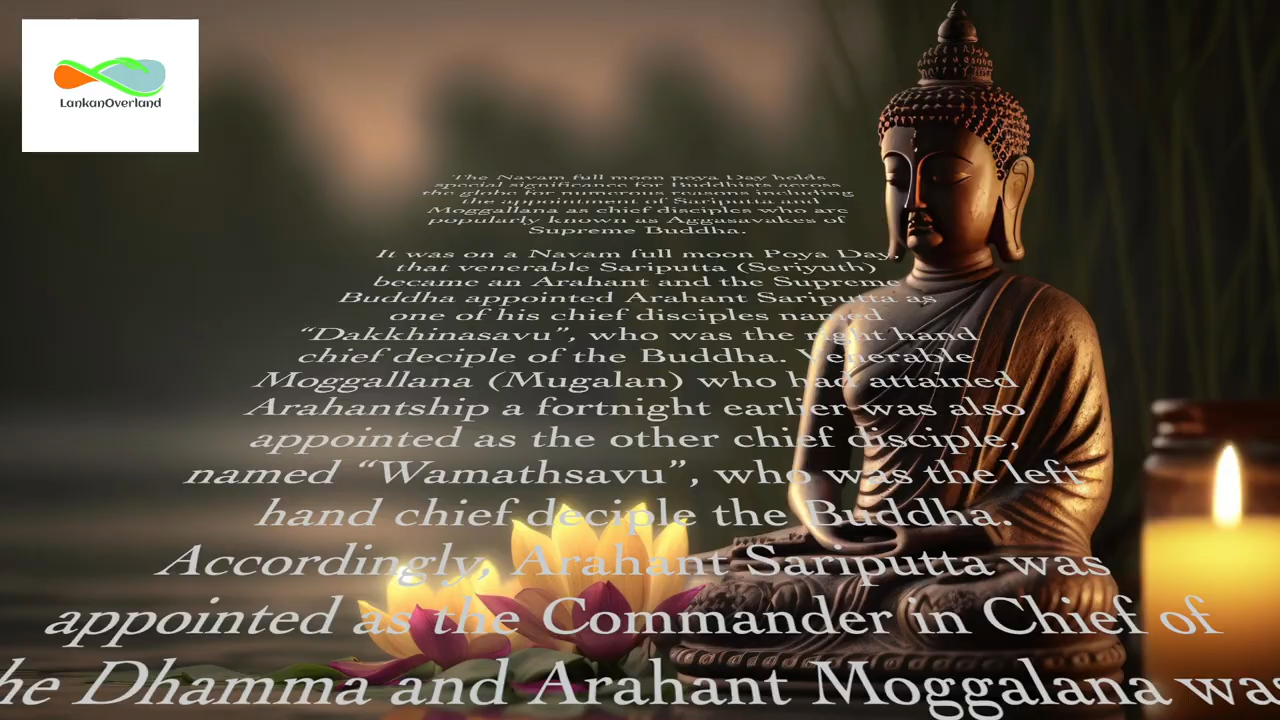 LankanOverland
The Navam full moon poya Day holds
special significance for Buddhists across
the globe for numerous reasons including
the appointment of Sariputta and
Moggallana as chief disciples who are
popularly known as Aggasavakes of
Supreme Buddha.
It was on a Navam full moon Poya Day,
that venerable Sariputta (Seriyuth)
became an Arahant and the Supreme
Buddha appointed Arahant Sariputta as
one of his chief disciples named
“Dakkhinasavu”, who was the right hand
chief deciple of the Buddha. Venerable
Moggallana (Mugalan) who had attained
Arahantship a fortnight earlier was also
appointed as the other chief disciple,
named “Wamathsavu”, who was the left
hand chief deciple the Buddha.
Accordingly, Arahant Sariputta was
appointed as the Commander in Chief of
he Dhamma and Arahant Moggalana was